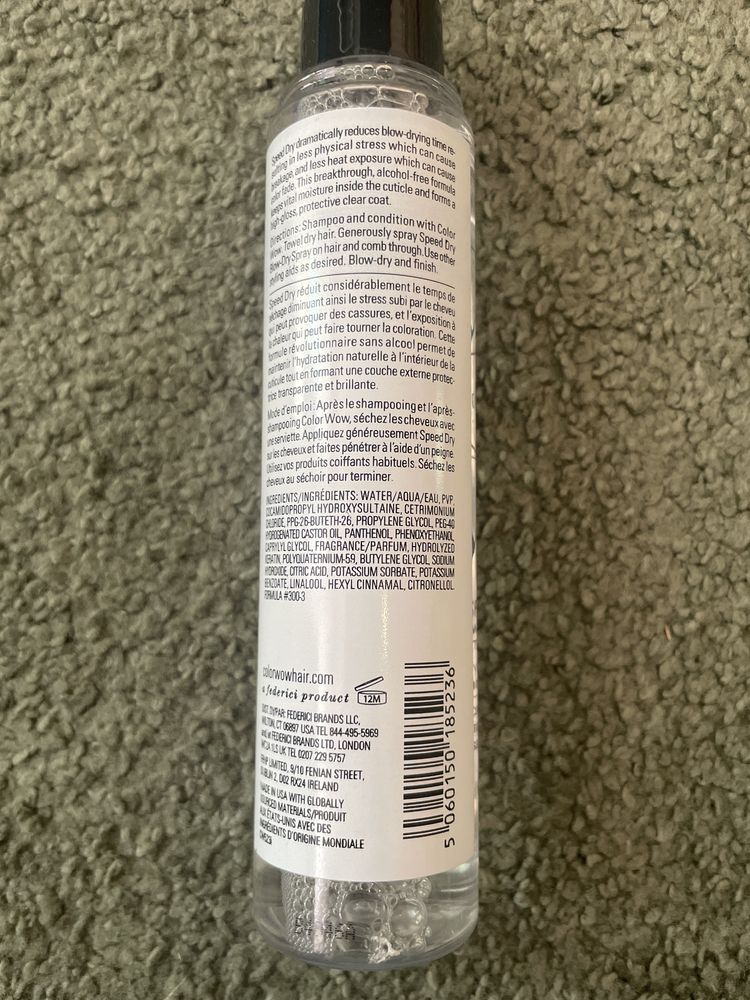 Speed Dry dramatically reduces blow-drying time re-
sulting in less physical stress which can cause
breakage, and less heat exposure which can cause
color fade. This breakthrough, alcohol-free formula
keeps vital moisture inside the cuticle and forms a
high-gloss, protective clear coat.
Directions: Shampoo and condition with Color
Wow. Towel dry hair. Generously spray Speed Dry
Blow-Dry Spray on hair and comb through. Use other
styling aids as desired. Blow-dry and finish.
Speed Dry réduit considérablement le temps de
séchage diminuant ainsi le stress subi par le cheveu
qui peut provoquer des cassures, et l'exposition à
la chaleur qui peut faire tourner la coloration. Cette
formule révolutionnaire sans alcool permet de
maintenir l'hydratation naturelle à l'intérieur de la
cuticule tout en formant une couche externe protec-
trice transparente et brillante.
Mode d'emploi : Après le shampooing et l'après-
shampooing Color Wow, séchez les cheveux avec
une serviette. Appliquez généreusement Speed Dry
sur les cheveux et faites pénétrer à l'aide d'un peigne.
Utilisez vos produits coiffants habituels. Séchez les
cheveux au séchoir pour terminer.
INGREDIENTS/INGRÉDIENTS: WATER/AQUA/EAU, PVP,
COCAMIDOPROPYL HYDROXYSULTAINE, CETRIMONIUM
CHLORIDE, PPG-26-BUTETH-26, PROPYLENE GLYCOL, PEG-40
HYDROGENATED CASTOR OIL, PANTHENOL, PHENOXYETHANOL,
CAPRYLYL GLYCOL, FRAGRANCE/PARFUM, HYDROLYZED
KERATIN, POLYQUATERNIUM-59, BUTYLENE GLYCOL, SODIUM
HYDROXIDE, CITRIC ACID, POTASSIUM SORBATE, POTASSIUM
BENZOATE, LINALOOL, HEXYL CINNAMAL, CITRONELLOL.
FORMULA #300-3
colorwowhair.com
a federici product 12M
DIST. BY/PAR: FEDERICI BRANDS LLC,
WILTON, CT 06897 USA TEL 844-495-5969
and/et FEDERICI BRANDS LTD, LONDON
WC2A 1LS UK TEL 0207 229 5757
FRHP LIMITED, 9/10 FENIAN STREET,
DUBLIN 2, D02 RX24 IRELAND
MADE IN USA WITH GLOBALLY
SOURCED MATERIALS/PRODUIT
AUX ÉTATS-UNIS AVEC DES
INGRÉDIENTS D'ORIGINE MONDIALE
5 060150 185236